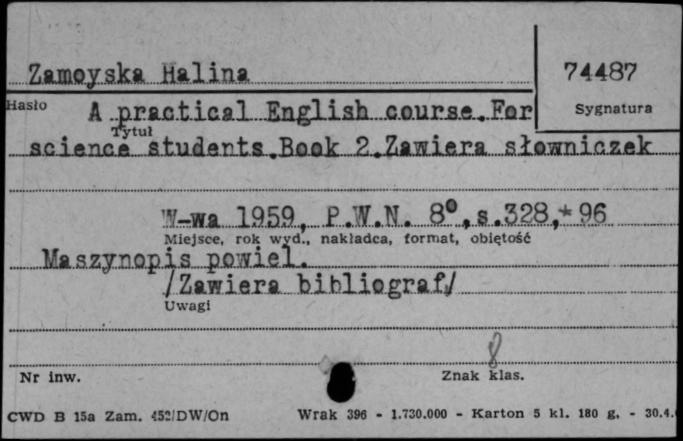 Zamoyska Halina
74487
Hasło
Sygnatura
A practical English course.For
Tytuł
science students.Book 2.Zawiera słowniczek
W-wa 1959, P.W.N. 8⁰,s.328,*96
Miejsce, rok wyd., nakładca, format, objętość
Maszynopis powiel.
/Zawiera bibliograf/
Uwagi
8
Nr inw.
Znak klas.
CWD B 15a Zam. 452/DW/On Wrak 396 - 1.730.000 - Karton 5 kl. 180 g. - 30.4.